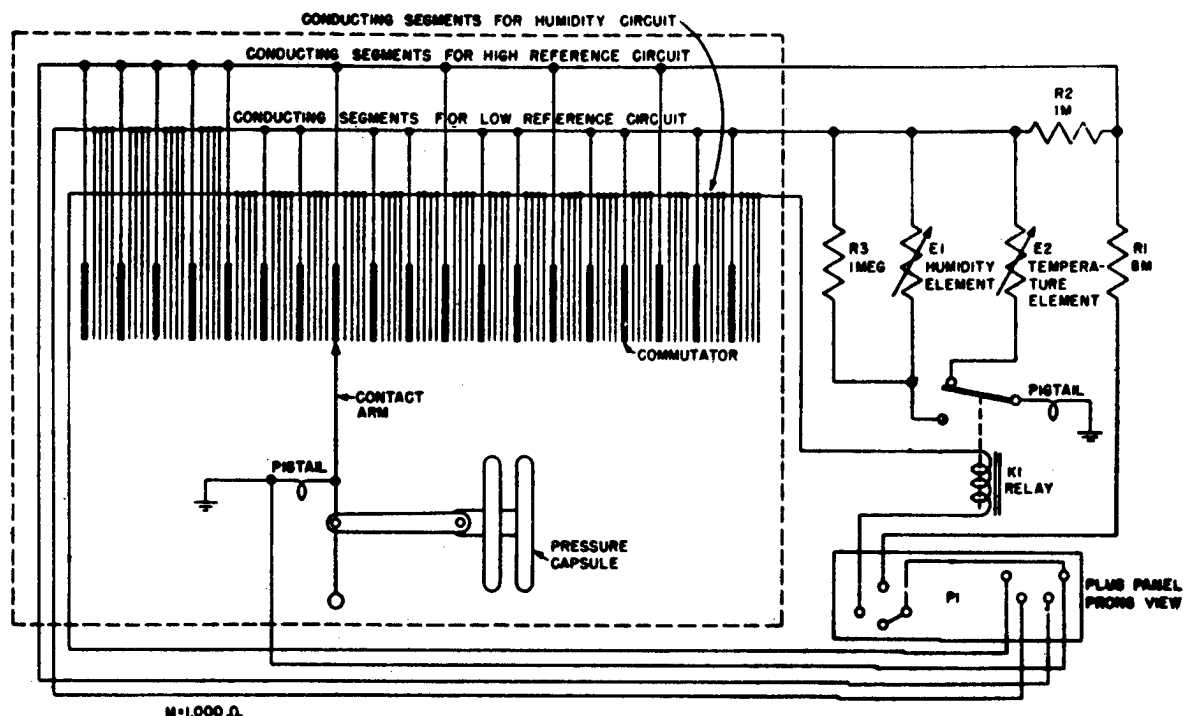 CONDUCTING SEGMENTS FOR HUMIDITY CIRCUIT
CONDUCTING SEGMENTS FOR HIGH REFERENCE CIRCUIT
CONDUCTING SEGMENTS FOR LOW REFERENCE CIRCUIT
R2
1M
R3
1MEG
E1
HUMIDITY
ELEMENT
E2
TEMPERA-
TURE
ELEMENT
R1
8M
COMMUTATOR
CONTACT
ARM
PIGTAIL
PIGTAIL
K1
RELAY
PRESSURE
CAPSULE
P1
PLUG PANEL
PRONG VIEW
M=1,000 Ω